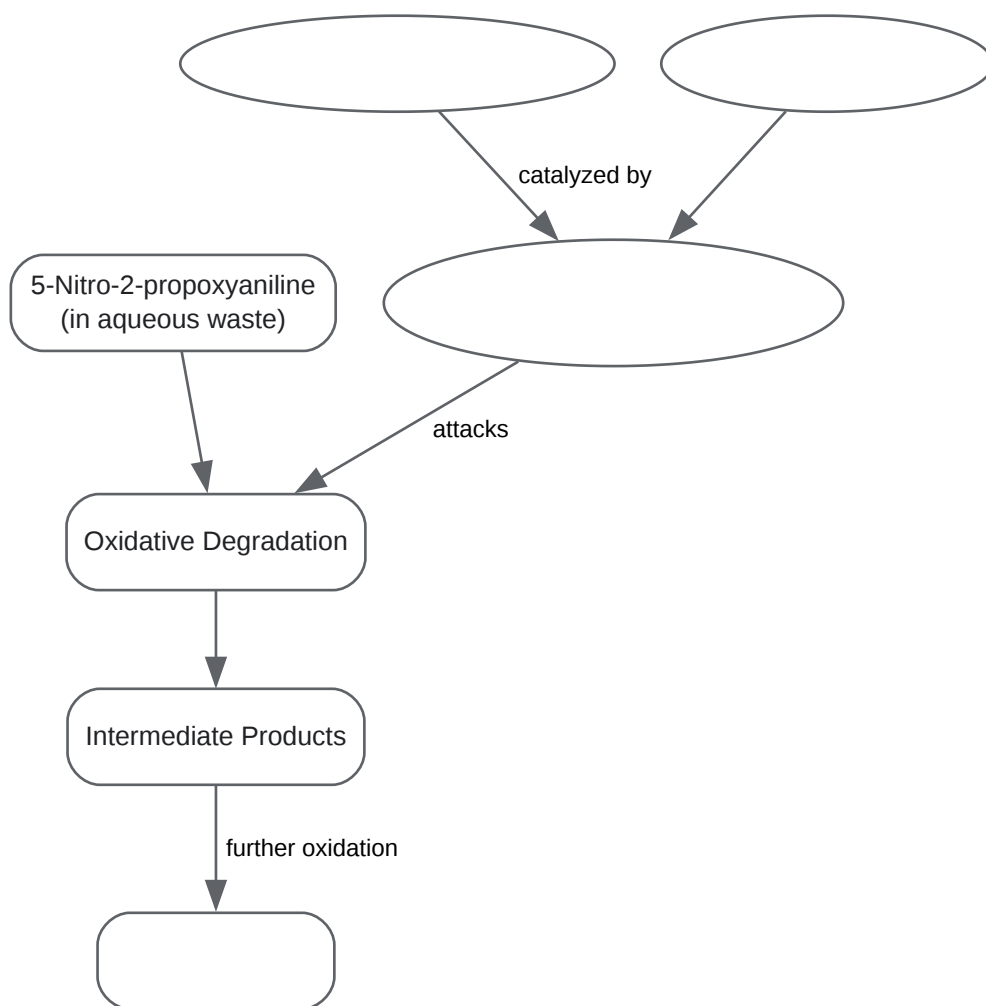 catalyzed by
5-Nitro-2-propoxyaniline
(in aqueous waste)
attacks
Oxidative Degradation
Intermediate Products
further oxidation